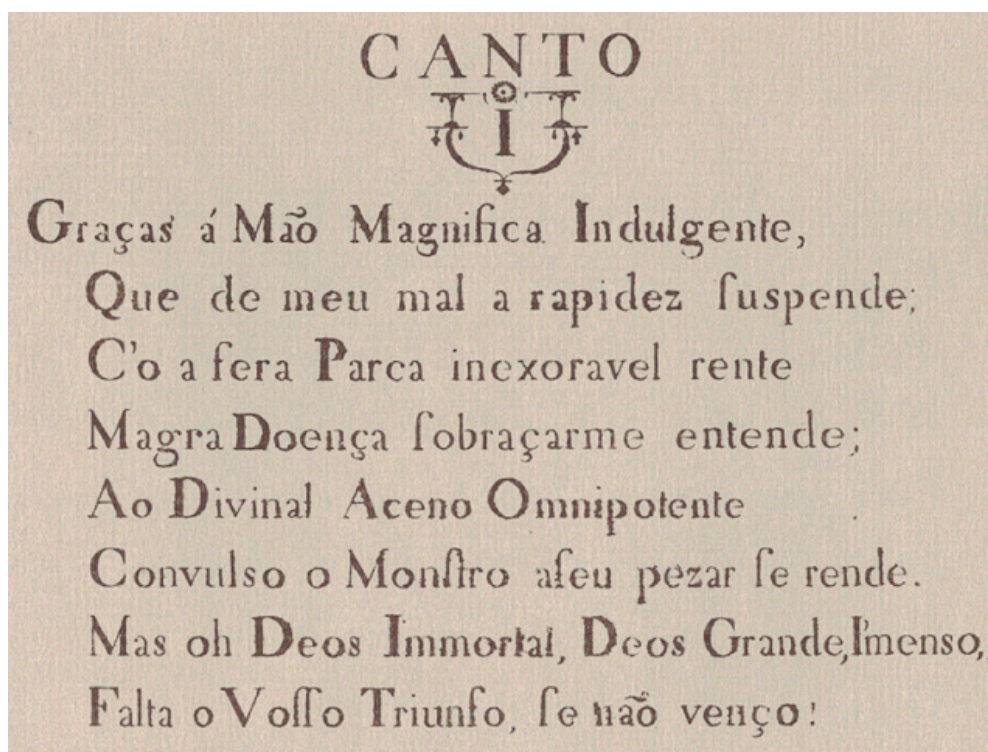 CANTO
I
Graças á Mão Magnifica Indulgente,
Que de meu mal a rapidez ſuspende;
C'o a fera Parca inexoravel rente
Magra Doença ſobraçarme entende;
Ao Divinal Aceno Omnipotente
Convulso o Monſtro aſeu pezar ſe rende.
Mas oh Deos Immortal, Deos Grande, Imenso,
Falta o Voſſo Triunfo, ſe não venço!